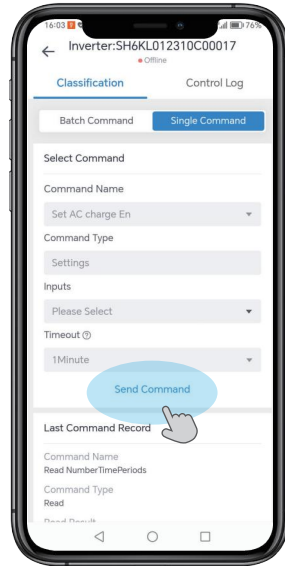 16:03
76%
Inverter:SH6KL012310C00017
Offline
Classification
Control Log
Batch Command
Single Command
Select Command
Command Name
Set AC charge En
Command Type
Settings
Inputs
Please Select
Timeout
1Minute
Send Command
Last Command Record
Command Name
Read NumberTimePeriods
Command Type
Read
Read Result